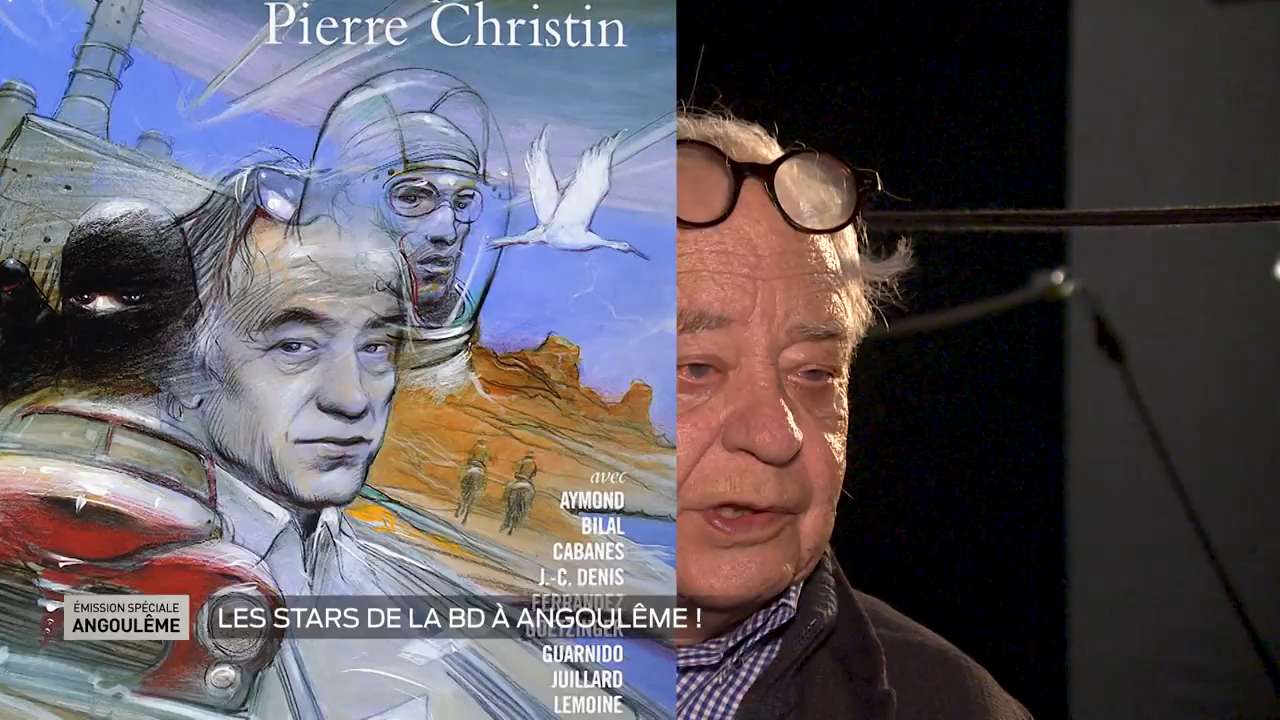 Pierre Christin
avec
AYMOND
BILAL
CABANES
J.-C. DENIS
FERRANDEZ
GOETZINGER
GUARNIDO
JUILLARD
LEMOINE
ÉMISSION SPÉCIALE
ANGOULÊME
LES STARS DE LA BD À ANGOULÊME !